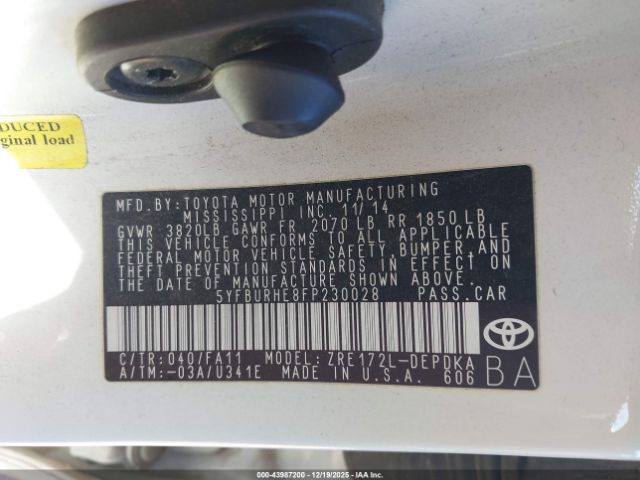 DUCED
ginal load
MFD. BY: TOYOTA MOTOR MANUFACTURING
MISSISSIPPI INC. 11/14
GVWR 3820LB GAWR FR 2070 LB RR 1850 LB
THIS VEHICLE CONFORMS TO ALL APPLICABLE
FEDERAL MOTOR VEHICLE SAFETY, BUMPER, AND
THEFT PREVENTION STANDARDS IN EFFECT ON
THE DATE OF MANUFACTURE SHOWN ABOVE.
5YFBURHE8FP230028 PASS. CAR
C/TR: 040/FA11 MODEL: ZRE172L-DEPDKA
A/TM: -03A/U341E MADE IN U.S.A. 606
BA
000-43987200 - 12/19/2025 - IAAI.COM